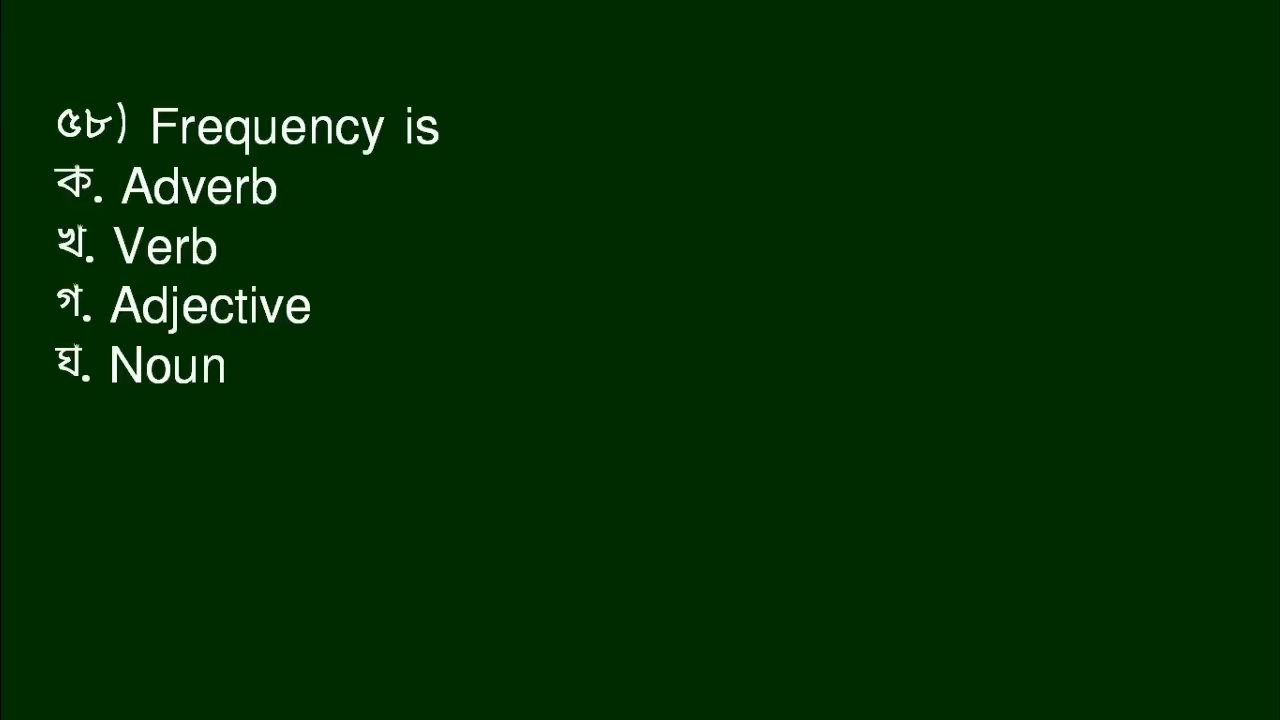 ৫৮) Frequency is
ক. Adverb
খ. Verb
গ. Adjective
ঘ. Noun